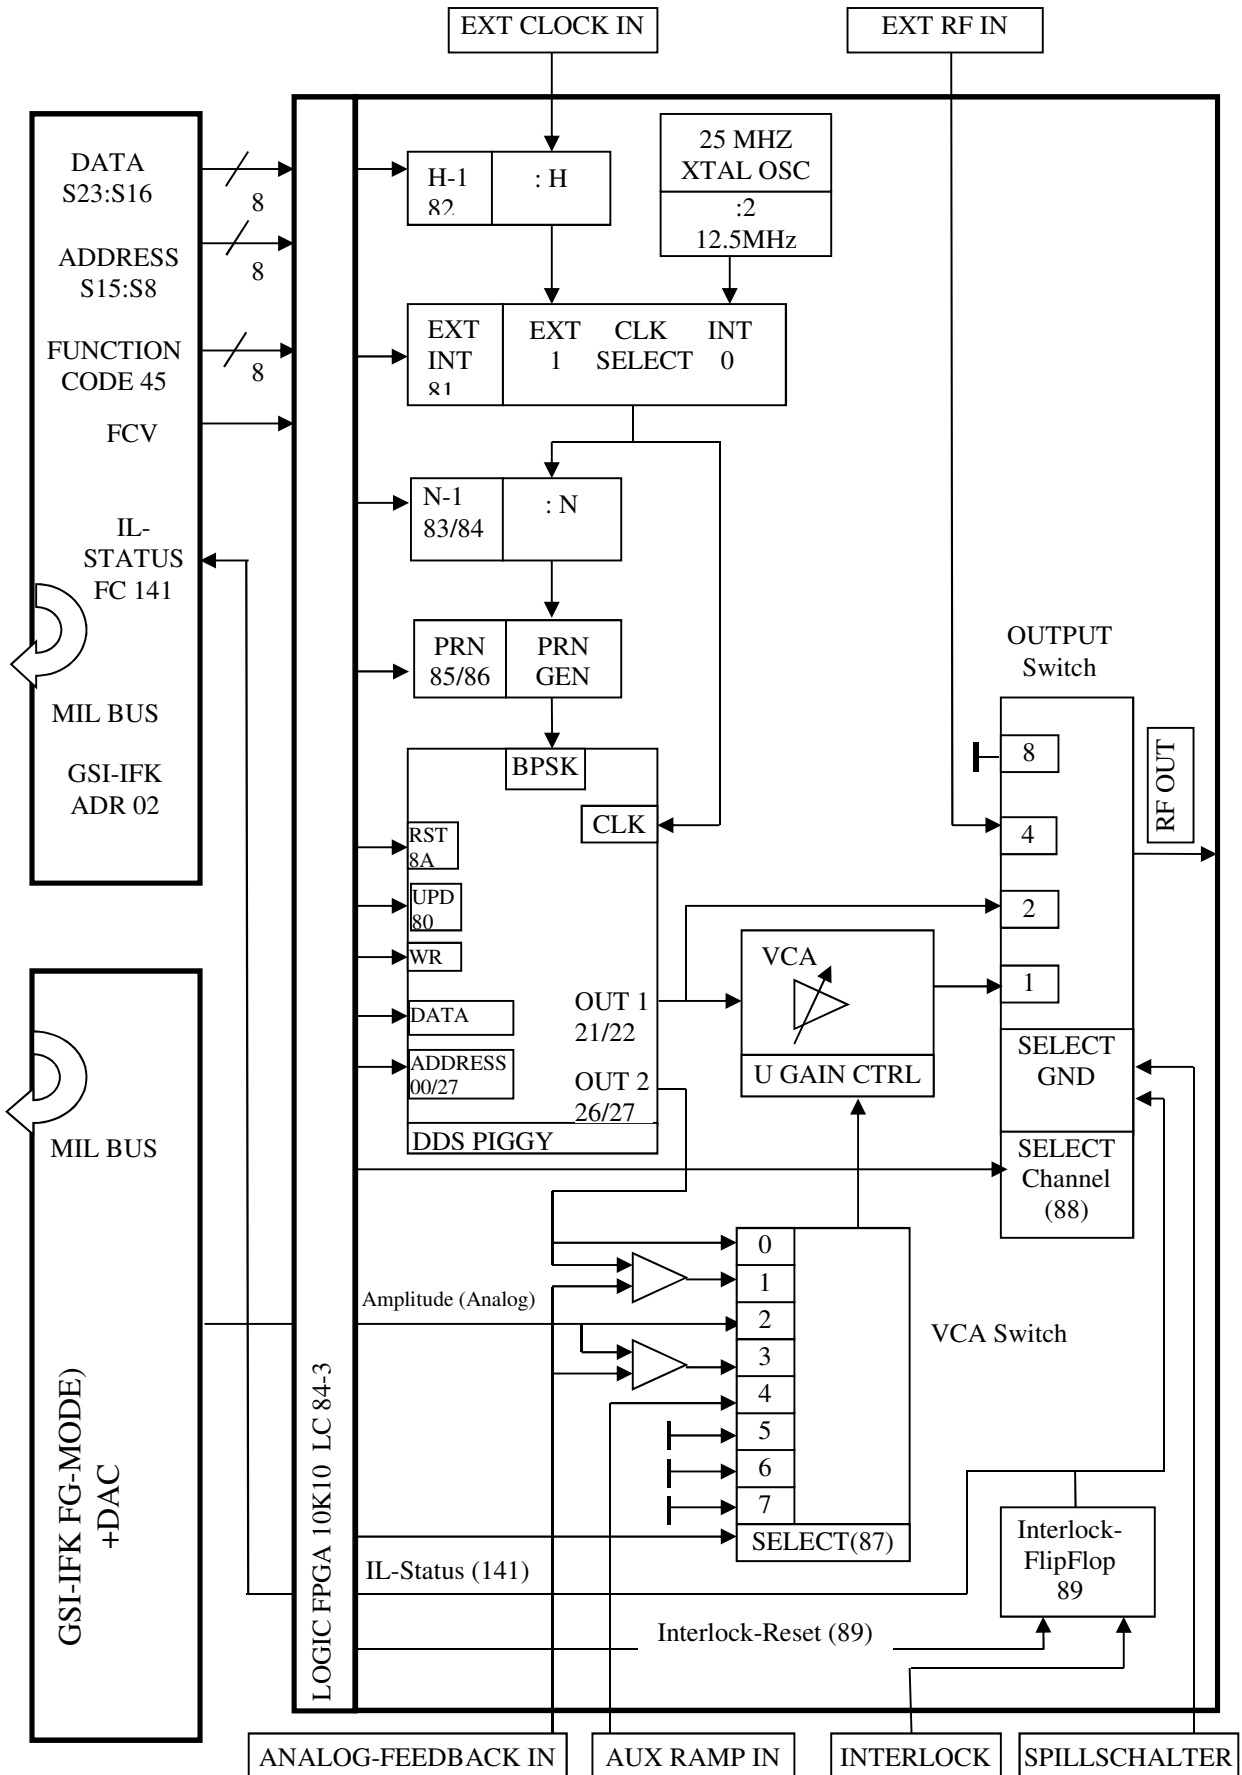 EXT CLOCK IN
EXT RF IN
DATA
S23:S16
8
ADDRESS
S15:S8
8
FUNCTION
CODE 45
8
FCV
IL-
STATUS
FC 141
MIL BUS
GSI-IFK
ADR 02
H-1
82
: H
25 MHZ
XTAL OSC
:2
12.5MHz
EXT
INT
81
EXT CLK INT
1 SELECT 0
N-1
83/84
: N
PRN
85/86
PRN
GEN
BPSK
CLK
RST
8A
UPD
80
WR
DATA
ADDRESS
00/27
OUT 1
21/22
OUT 2
26/27
DDS PIGGY
VCA
U GAIN CTRL
OUTPUT
Switch
8
4
2
1
RF OUT
SELECT
GND
SELECT
Channel
(88)
MIL BUS
GSI-IFK FG-MODE)
+DAC
LOGIC FPGA 10K10 LC 84-3
Amplitude (Analog)
0
1
2
3
4
5
6
7
SELECT(87)
VCA Switch
IL-Status (141)
Interlock-
FlipFlop
89
Interlock-Reset (89)
ANALOG-FEEDBACK IN
AUX RAMP IN
INTERLOCK
SPILLSCHALTER